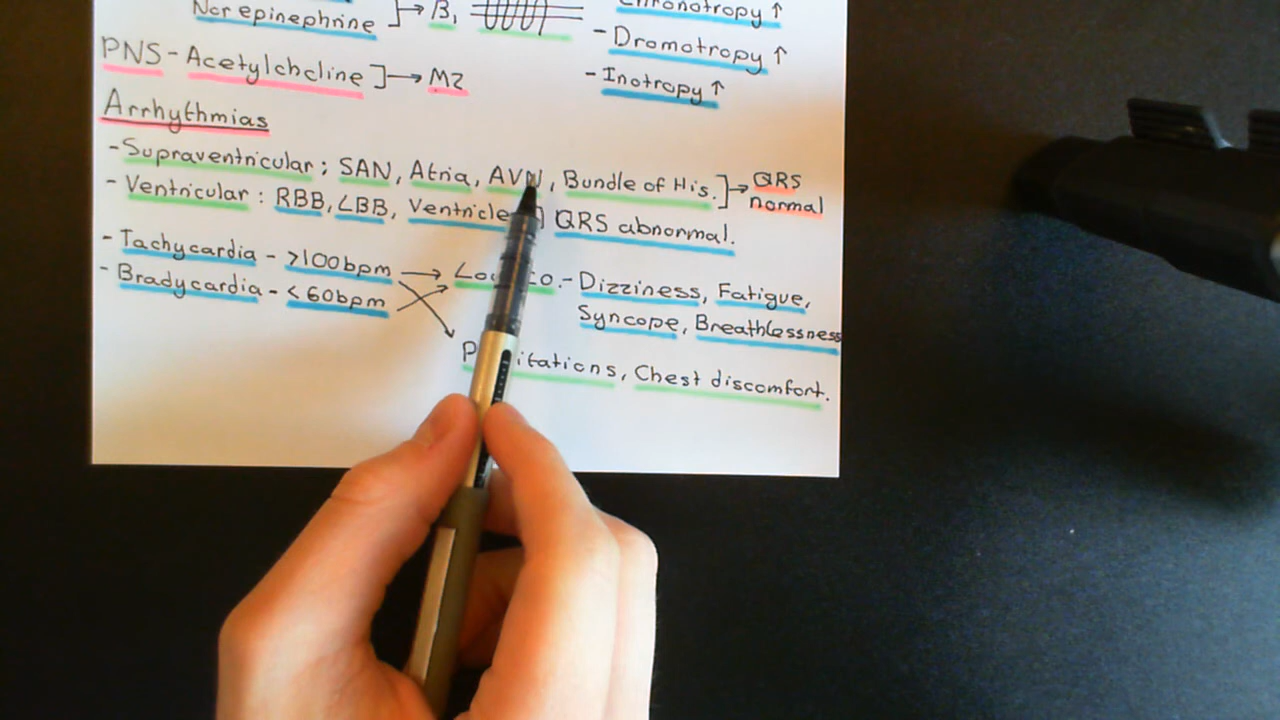 Norepinephrine ]→ β₁
Chronotropy ↑
- Dromotropy ↑
- Inotropy ↑
PNS - Acetylcholine ]→ M2
Arrhythmias
- Supraventricular ; SAN, Atria, AVN, Bundle of His. ]→ QRS normal
- Ventricular : RBB, LBB, ] QRS abnormal.
- Tachycardia - >100bpm → Dizziness, Fatigue,
- Bradycardia - <60bpm Syncope, Breathlessness
Chest discomfort.